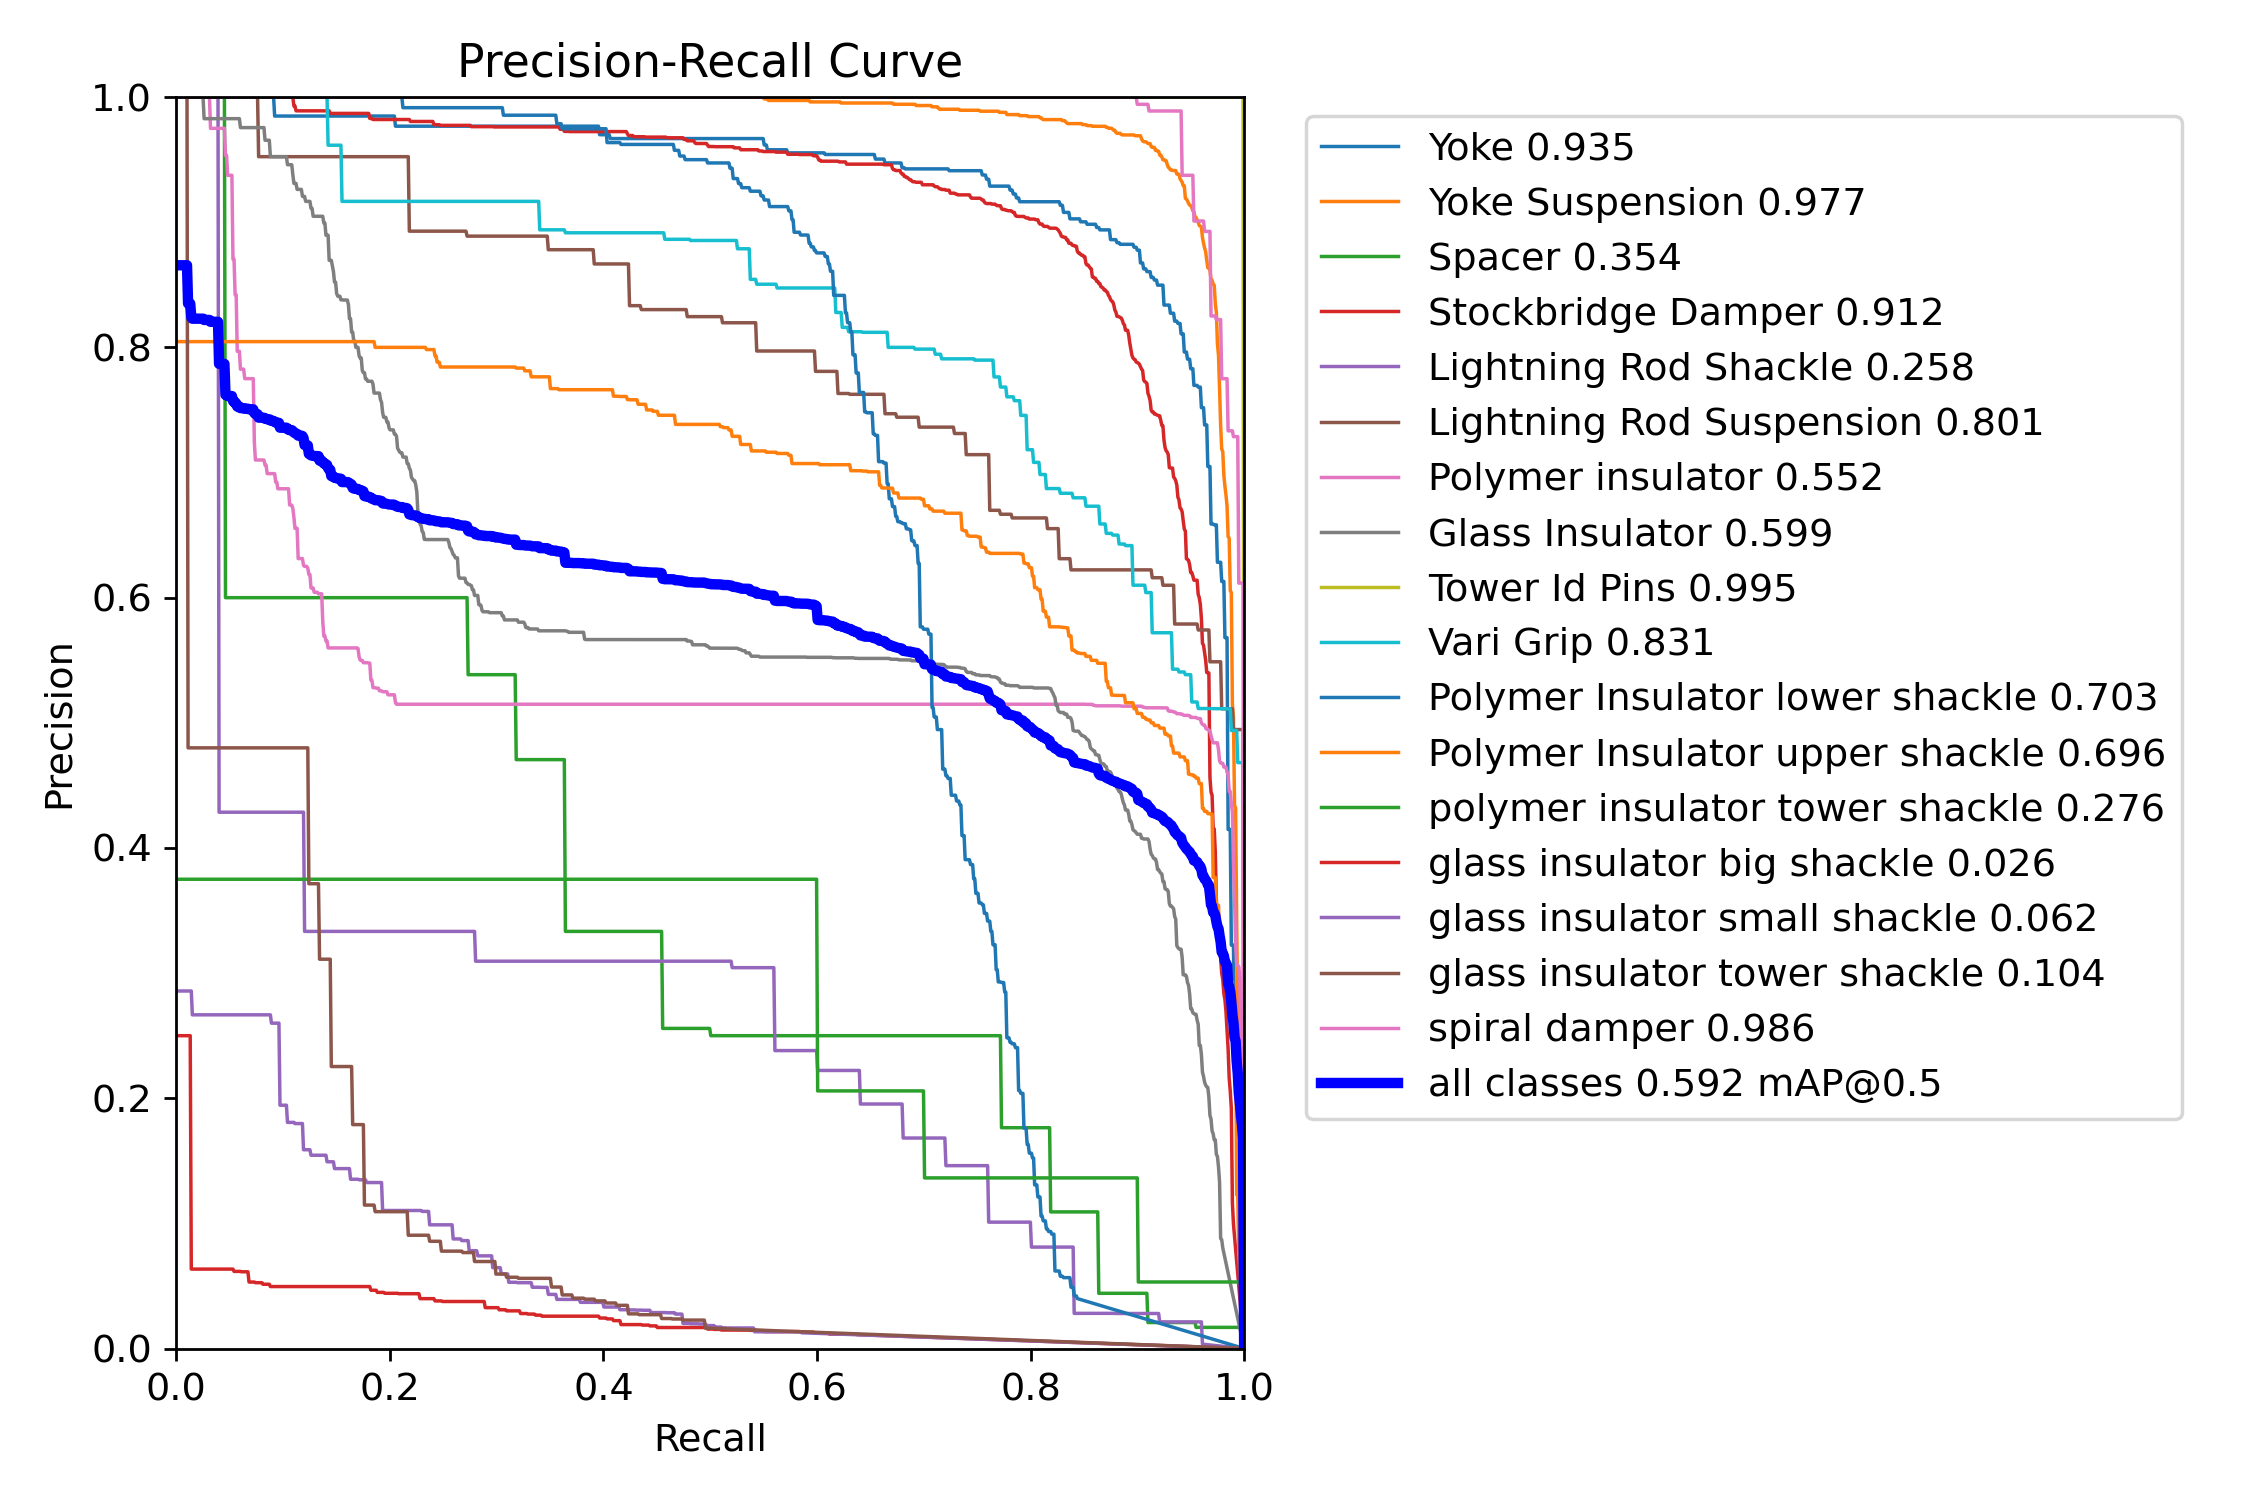 Precision-Recall Curve
1.0
0.8
0.6
0.4
0.2
0.0
Precision
0.0 0.2 0.4 0.6 0.8 1.0
Recall
Yoke 0.935
Yoke Suspension 0.977
Spacer 0.354
Stockbridge Damper 0.912
Lightning Rod Shackle 0.258
Lightning Rod Suspension 0.801
Polymer insulator 0.552
Glass Insulator 0.599
Tower Id Pins 0.995
Vari Grip 0.831
Polymer Insulator lower shackle 0.703
Polymer Insulator upper shackle 0.696
polymer insulator tower shackle 0.276
glass insulator big shackle 0.026
glass insulator small shackle 0.062
glass insulator tower shackle 0.104
spiral damper 0.986
all classes 0.592 mAP@0.5